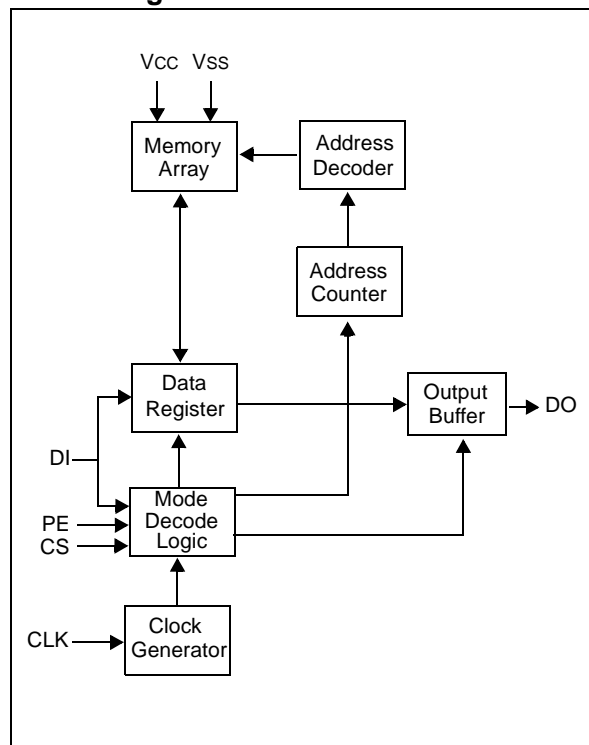 VCC VSS
Memory
Array
Address
Decoder
Address
Counter
Data
Register
Output
Buffer
DO
DI
Mode
Decode
Logic
PE
CS
CLK
Clock
Generator